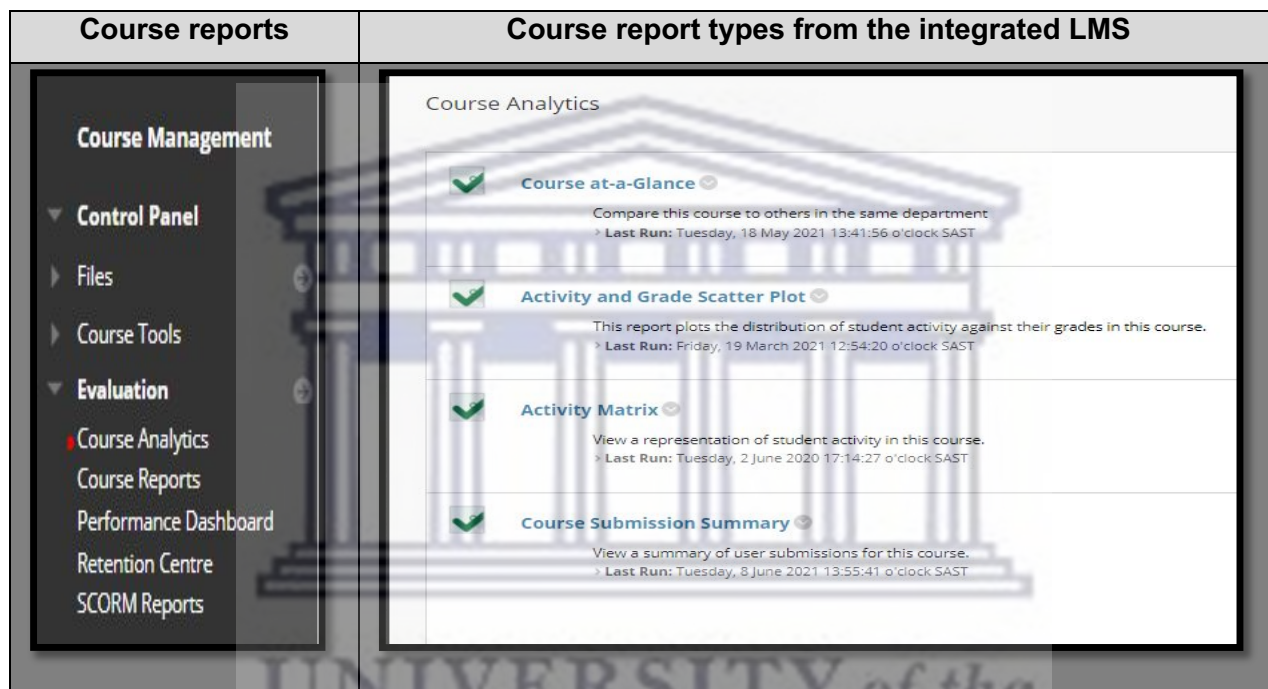 Course reports
Course report types from the integrated LMS
Course Management
Control Panel
Files
Course Tools
Evaluation
Course Analytics
Course Reports
Performance Dashboard
Retention Centre
SCORM Reports
Course Analytics
Course at-a-Glance
Compare this course to others in the same department
> Last Run: Tuesday, 18 May 2021 13:41:56 o'clock SAST
Activity and Grade Scatter Plot
This report plots the distribution of student activity against their grades in this course.
> Last Run: Friday, 19 March 2021 12:54:20 o'clock SAST
Activity Matrix
View a representation of student activity in this course.
> Last Run: Tuesday, 2 June 2020 17:14:27 o'clock SAST
Course Submission Summary
View a summary of user submissions for this course.
> Last Run: Tuesday, 8 June 2021 13:55:41 o'clock SAST
UNIVERSITY of the